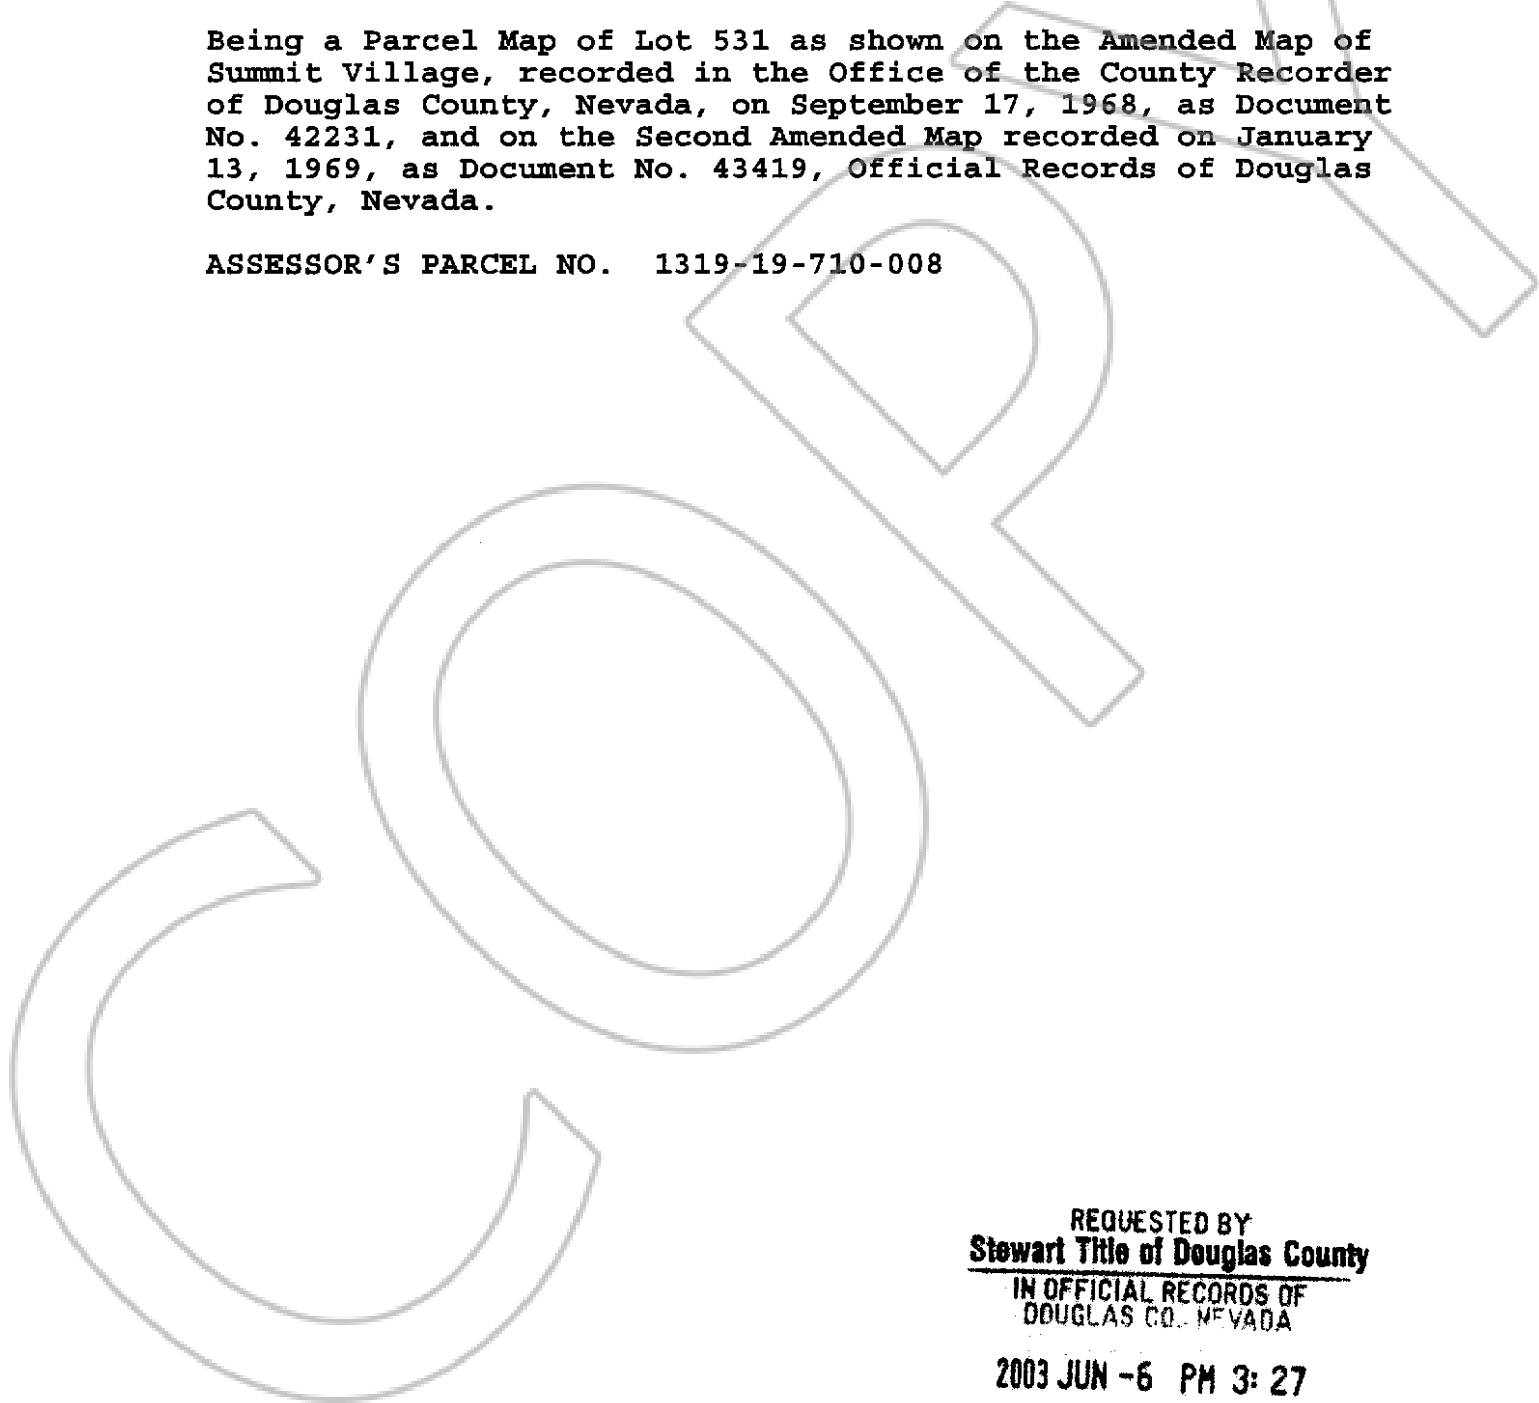 Being a Parcel Map of Lot 531 as shown on the Amended Map of
Summit Village, recorded in the Office of the County Recorder
of Douglas County, Nevada, on September 17, 1968, as Document
No. 42231, and on the Second Amended Map recorded on January
13, 1969, as Document No. 43419, Official Records of Douglas
County, Nevada.
ASSESSOR'S PARCEL NO. 1319-19-710-008
COPY
REQUESTED BY
Stewart Title of Douglas County
IN OFFICIAL RECORDS OF
DOUGLAS CO. NEVADA
2003 JUN -6 PM 3: 27